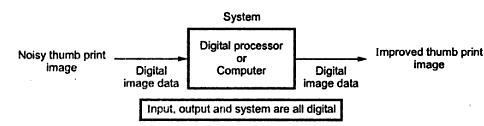 System
Noisy thumb print
image
Digital
image data
Digital processor
or
Computer
Digital
image data
Improved thumb print
image
Input, output and system are all digital